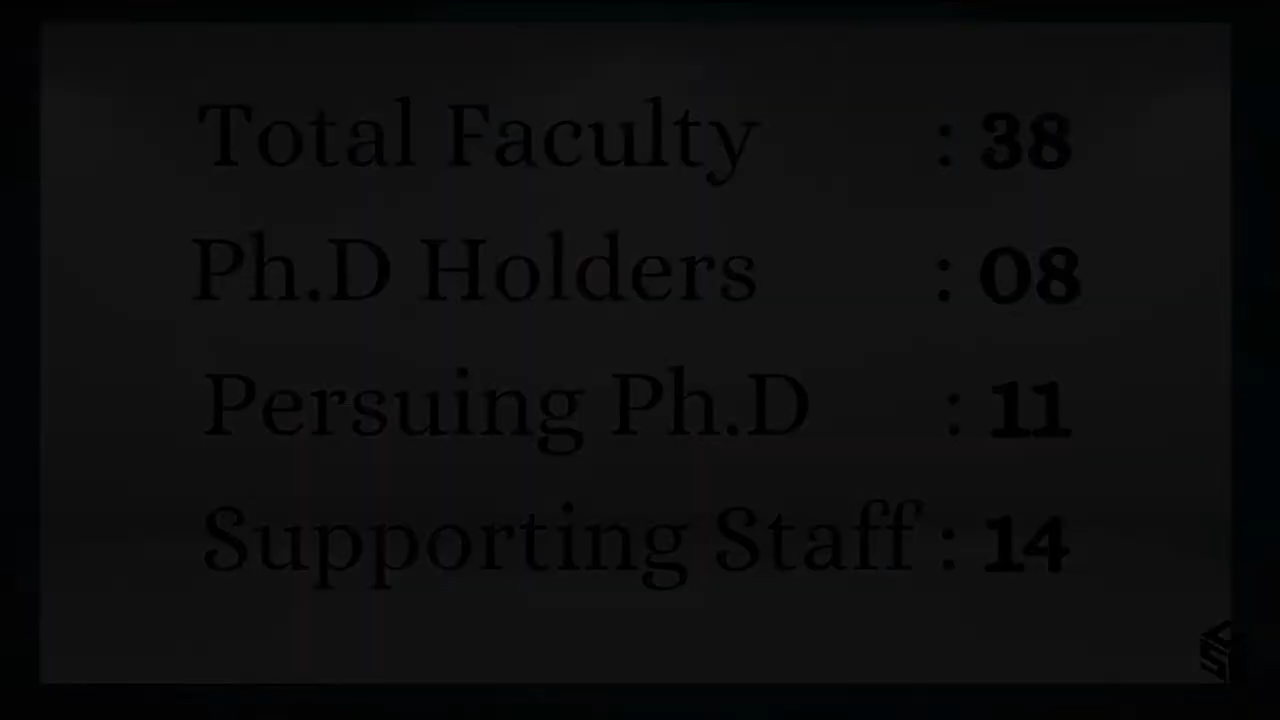 Total Faculty : 38
Ph.D Holders : 08
Persuing Ph.D : 11
Supporting Staff : 14